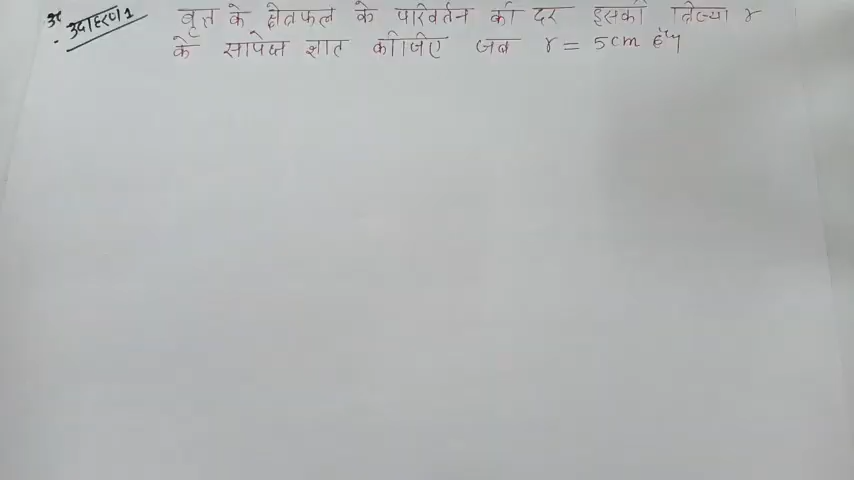 उदाहरण 1 वृत्त के क्षेत्रफल के परिवर्तन की दर इसकी त्रिज्या r
के सापेक्ष ज्ञात कीजिए जब r = 5cm है।